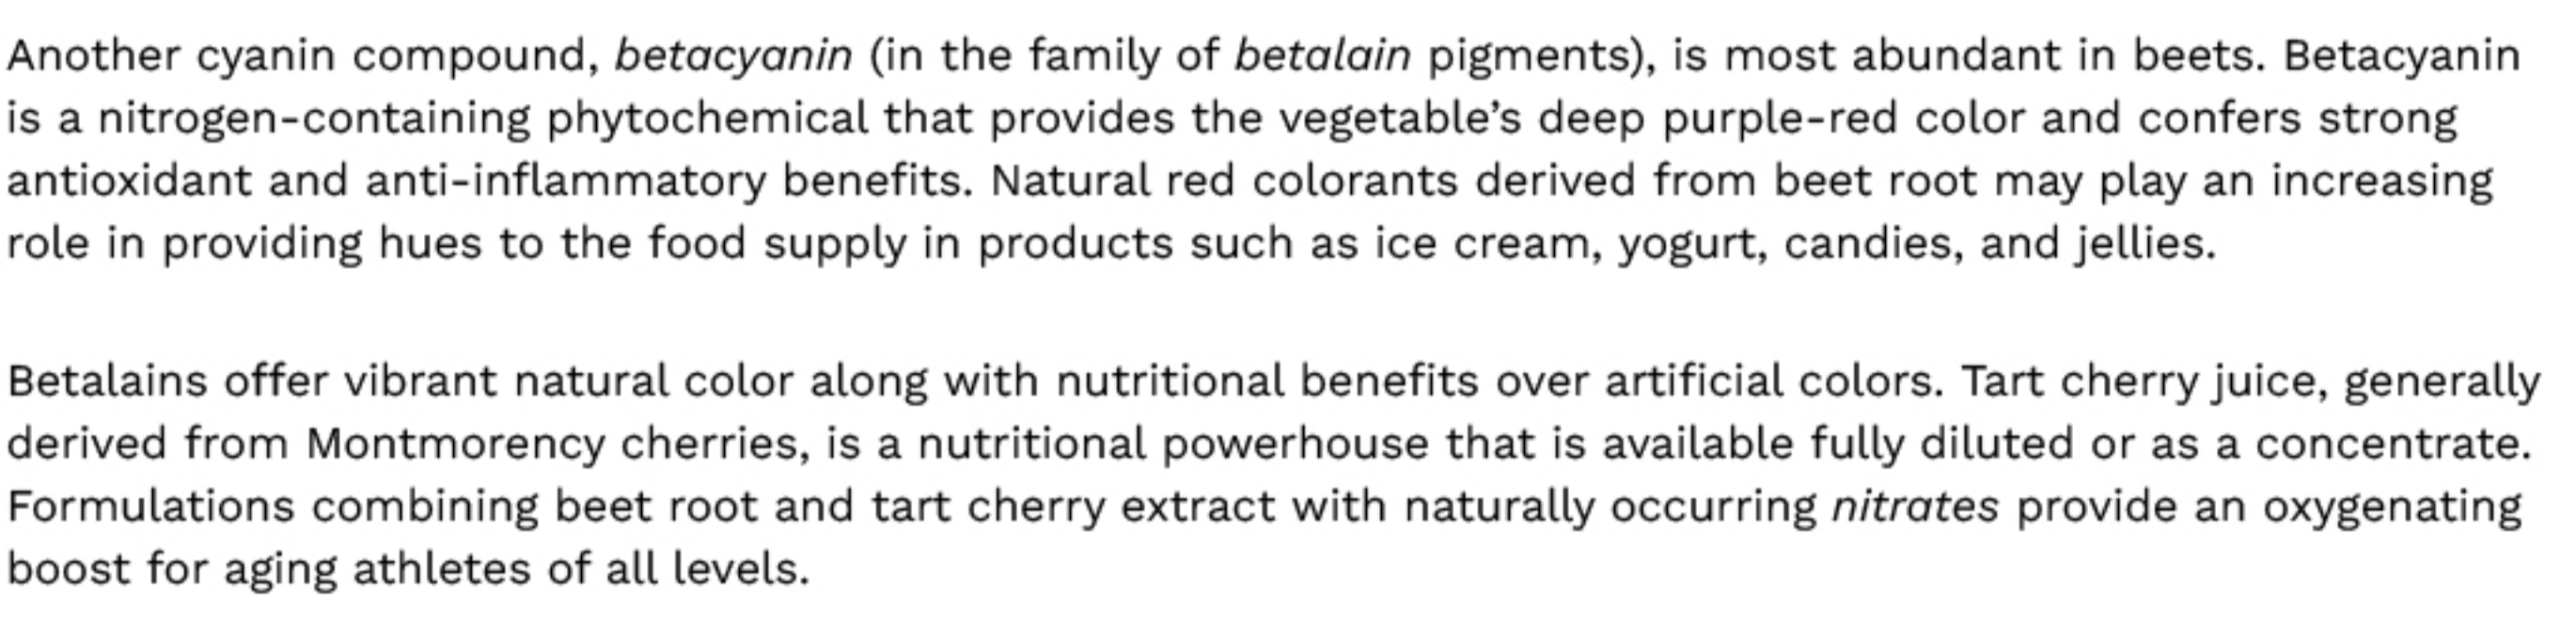 Another cyanin compound, betacyanin (in the family of betalain pigments), is most abundant in beets. Betacyanin
is a nitrogen-containing phytochemical that provides the vegetable’s deep purple-red color and confers strong
antioxidant and anti-inflammatory benefits. Natural red colorants derived from beet root may play an increasing
role in providing hues to the food supply in products such as ice cream, yogurt, candies, and jellies.
Betalains offer vibrant natural color along with nutritional benefits over artificial colors. Tart cherry juice, generally
derived from Montmorency cherries, is a nutritional powerhouse that is available fully diluted or as a concentrate.
Formulations combining beet root and tart cherry extract with naturally occurring nitrates provide an oxygenating
boost for aging athletes of all levels.